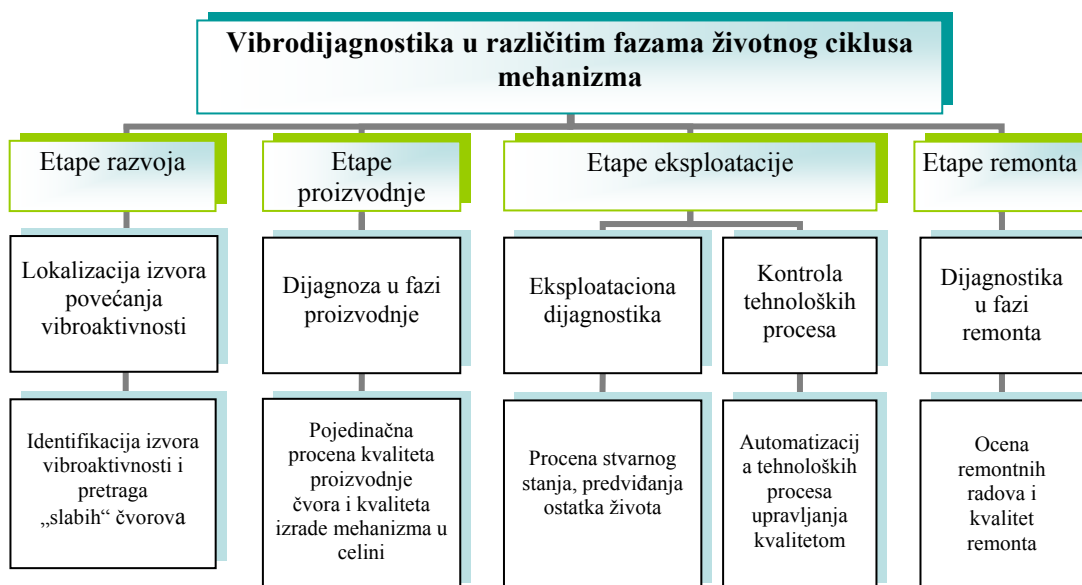 Vibrodijagnostika u različitim fazama životnog ciklusa
mehanizma
Etape razvoja
Etape
proizvodnje
Etape eksploatacije
Etape remonta
Lokalizacija izvora
povećanja
vibroaktivnosti
Dijagnoza u fazi
proizvodnje
Eksploataciona
dijagnostika
Kontrola
tehnoloških
procesa
Dijagnostika
u fazi
remonta
Identifikacija izvora
vibroaktivnosti i
pretraga
„slabih“ čvorova
Pojedinačna
procena kvaliteta
proizvodnje
čvora i kvaliteta
izrade mehanizma u
celini
Procena stvarnog
stanja, predviđanja
ostatka života
Automatizacij
a tehnoloških
procesa
upravljanja
kvalitetom
Ocena
remontnih
radova i
kvalitet
remonta